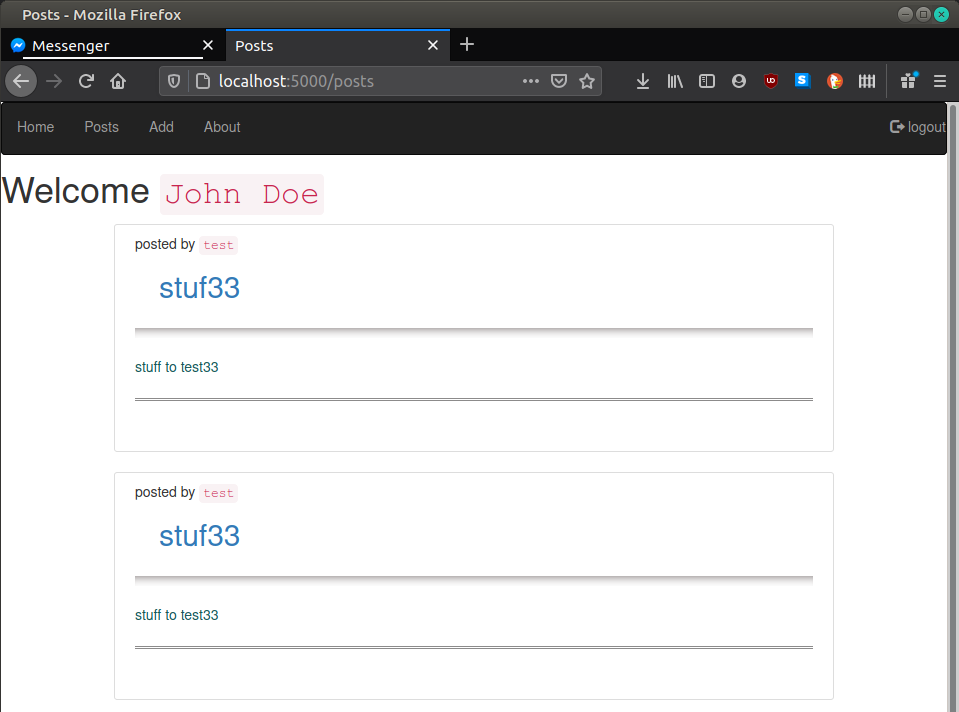 Posts - Mozilla Firefox
Messenger
Posts
localhost:5000/posts
Home Posts Add About logout
Welcome John Doe
posted by test
stuf33
stuff to test33
posted by test
stuf33
stuff to test33